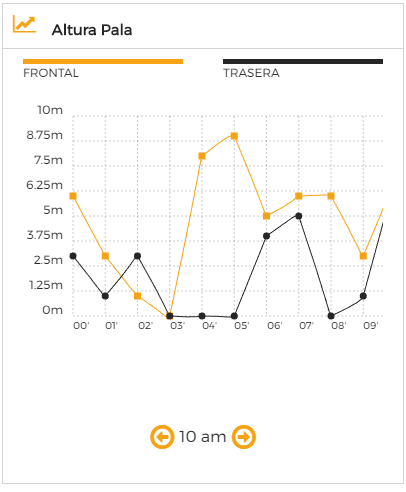 Altura Pala
FRONTAL TRASERA
10m
8.75m
7.5m
6.25m
5m
3.75m
2.5m
1.25m
0m
00' 01' 02' 03' 04' 05' 06' 07' 08' 09'
10 am